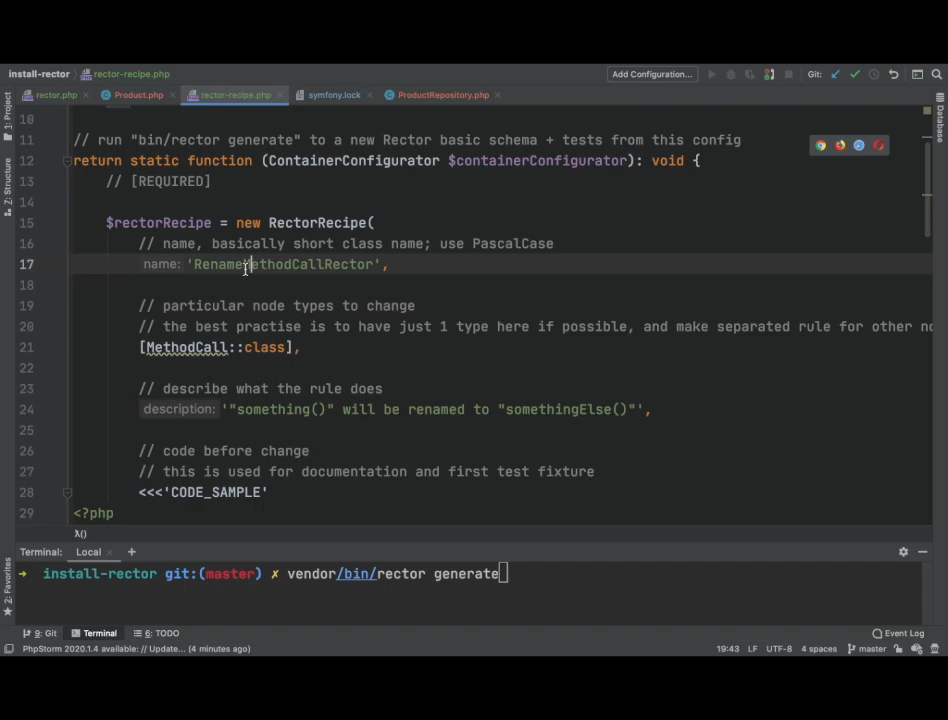 install-rector
rector-recipe.php
Add Configuration...
Git:
rector.php
Product.php
rector-recipe.php
symfony.lock
ProductRepository.php
1: Project
Z: Structure
2: Favorites
Database
10
11 // run "bin/rector generate" to a new Rector basic schema + tests from this config
12 return static function (ContainerConfigurator $containerConfigurator): void {
13 // [REQUIRED]
14
15 $rectorRecipe = new RectorRecipe(
16 // name, basically short class name; use PascalCase
17 name: 'RenameMethodCallRector',
18
19 // particular node types to change
20 // the best practise is to have just 1 type here if possible, and make separated rule for other no
21 [MethodCall::class],
22
23 // describe what the rule does
24 description: '"something()" will be renamed to "somethingElse()"',
25
26 // code before change
27 // this is used for documentation and first test fixture
28 <<<'CODE_SAMPLE'
29 <?php
λ()
Terminal: Local +
➜ install-rector git:(master) ✗ vendor/bin/rector generate
9: Git
Terminal
6: TODO
Event Log
PhpStorm 2020.1.4 available: // Update... (4 minutes ago)
19:43 LF UTF-8 4 spaces master